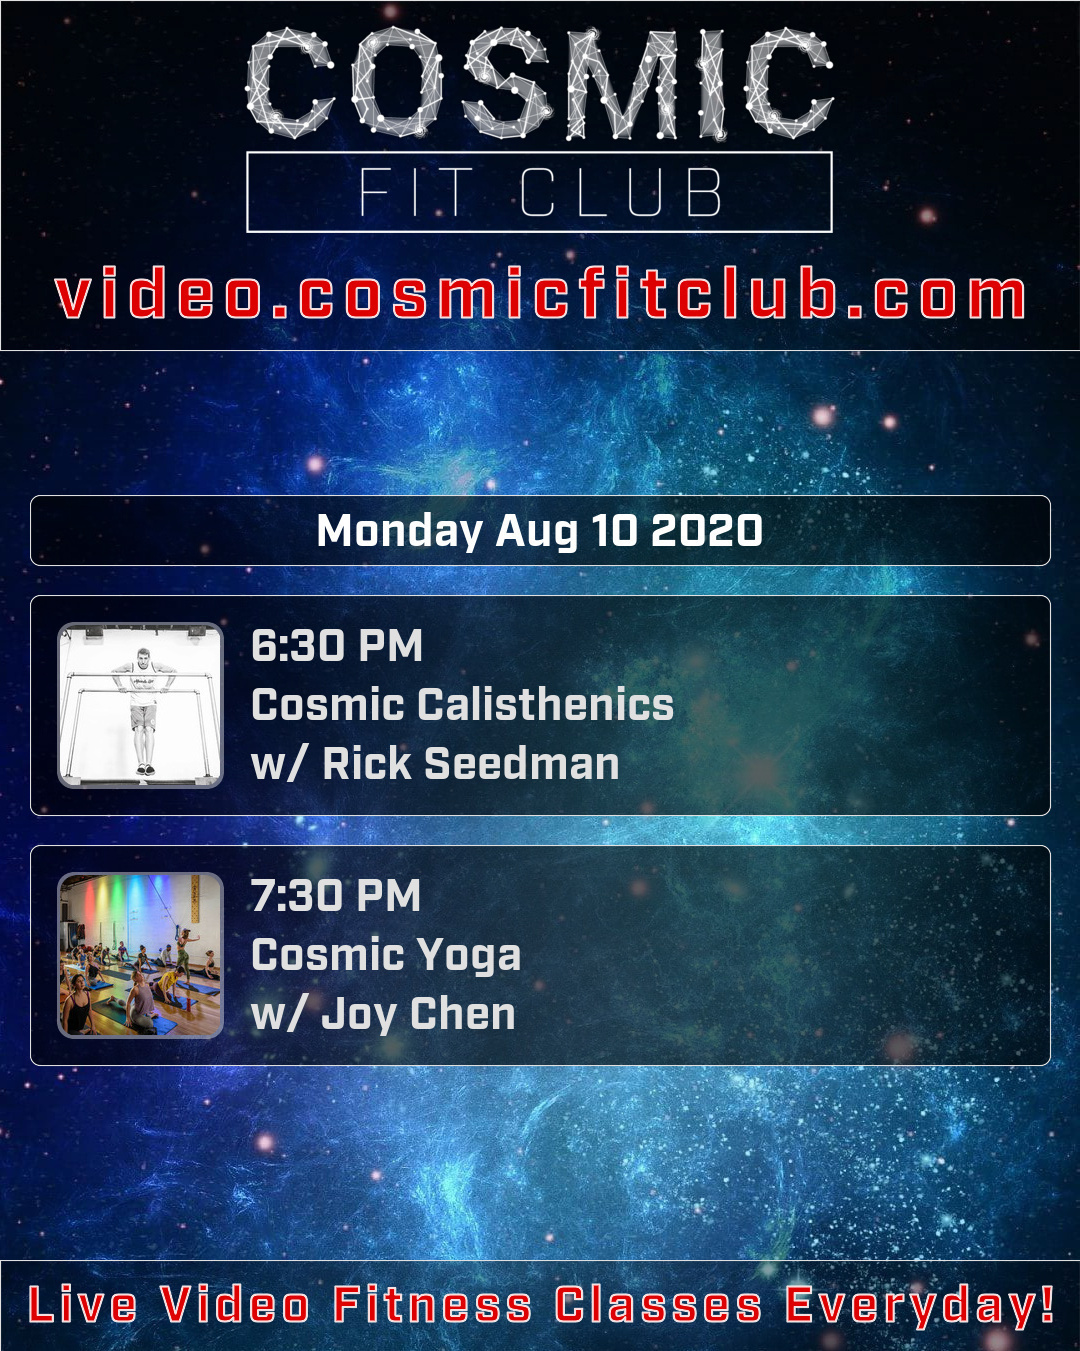 COSMIC
FIT CLUB
video.cosmicfitclub.com
Monday Aug 10 2020
6:30 PM
Cosmic Calisthenics
w/ Rick Seedman
7:30 PM
Cosmic Yoga
w/ Joy Chen
Live Video Fitness Classes Everyday!